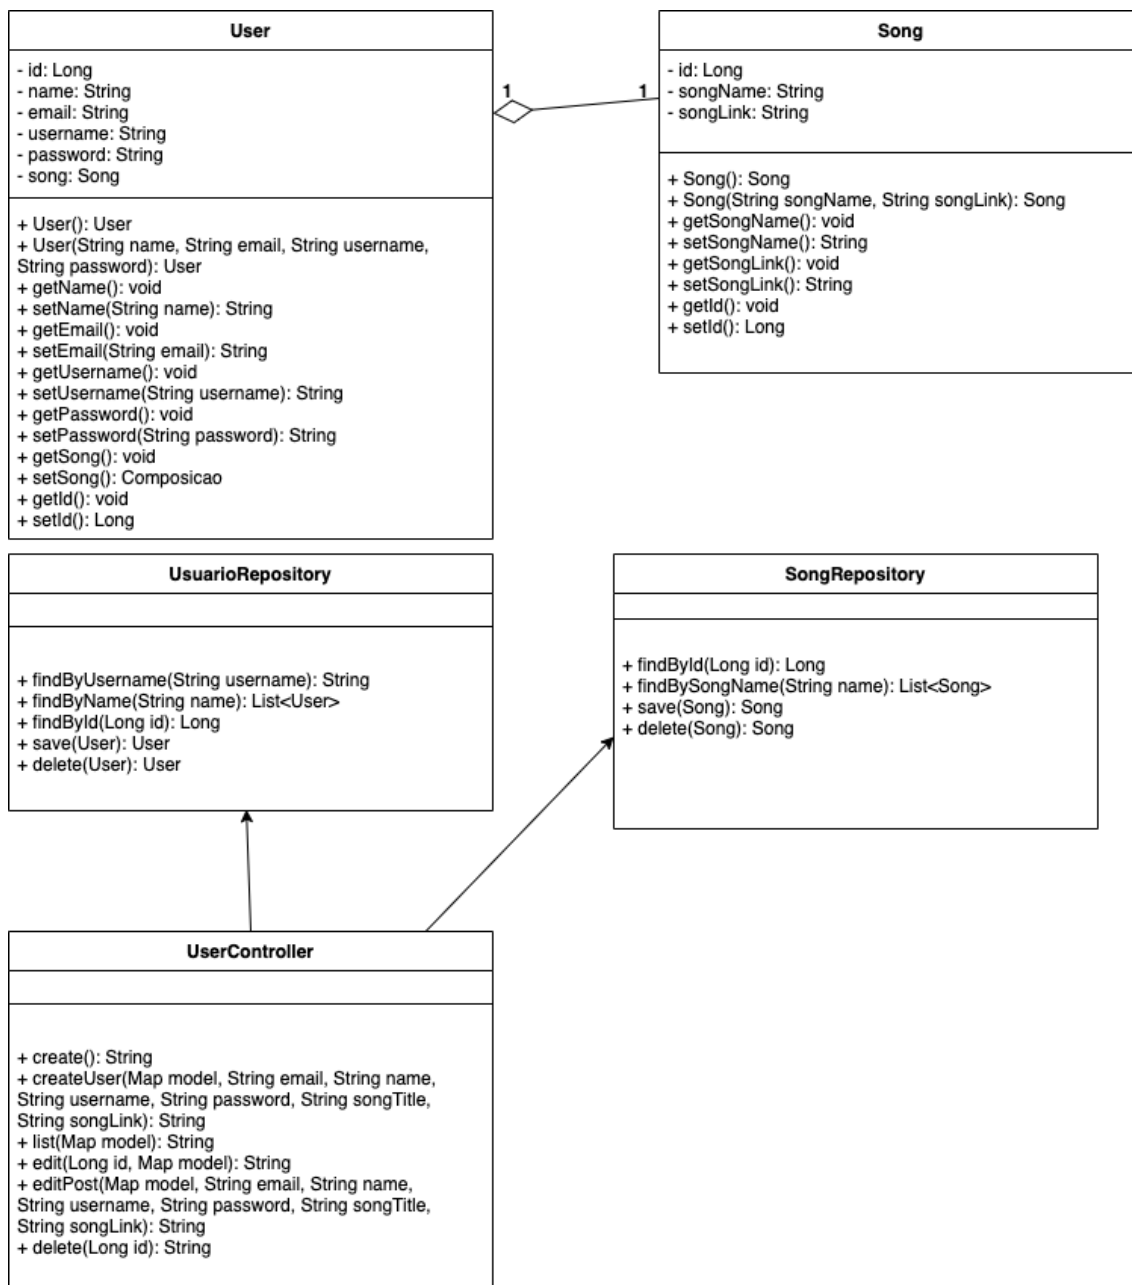 User
- id: Long
- name: String
- email: String
- username: String
- password: String
- song: Song
+ User(): User
+ User(String name, String email, String username,
String password): User
+ getName(): void
+ setName(String name): String
+ getEmail(): void
+ setEmail(String email): String
+ getUsername(): void
+ setUsername(String username): String
+ getPassword(): void
+ setPassword(String password): String
+ getSong(): void
+ setSong(): Composicao
+ getId(): void
+ setId(): Long
1
1
Song
- id: Long
- songName: String
- songLink: String
+ Song(): Song
+ Song(String songName, String songLink): Song
+ getSongName(): void
+ setSongName(): String
+ getSongLink(): void
+ setSongLink(): String
+ getId(): void
+ setId(): Long
UsuarioRepository
+ findByUsername(String username): String
+ findByName(String name): List<User>
+ findById(Long id): Long
+ save(User): User
+ delete(User): User
SongRepository
+ findById(Long id): Long
+ findBySongName(String name): List<Song>
+ save(Song): Song
+ delete(Song): Song
UserController
+ create(): String
+ createUser(Map model, String email, String name,
String username, String password, String songTitle,
String songLink): String
+ list(Map model): String
+ edit(Long id, Map model): String
+ editPost(Map model, String email, String name,
String username, String password, String songTitle,
String songLink): String
+ delete(Long id): String